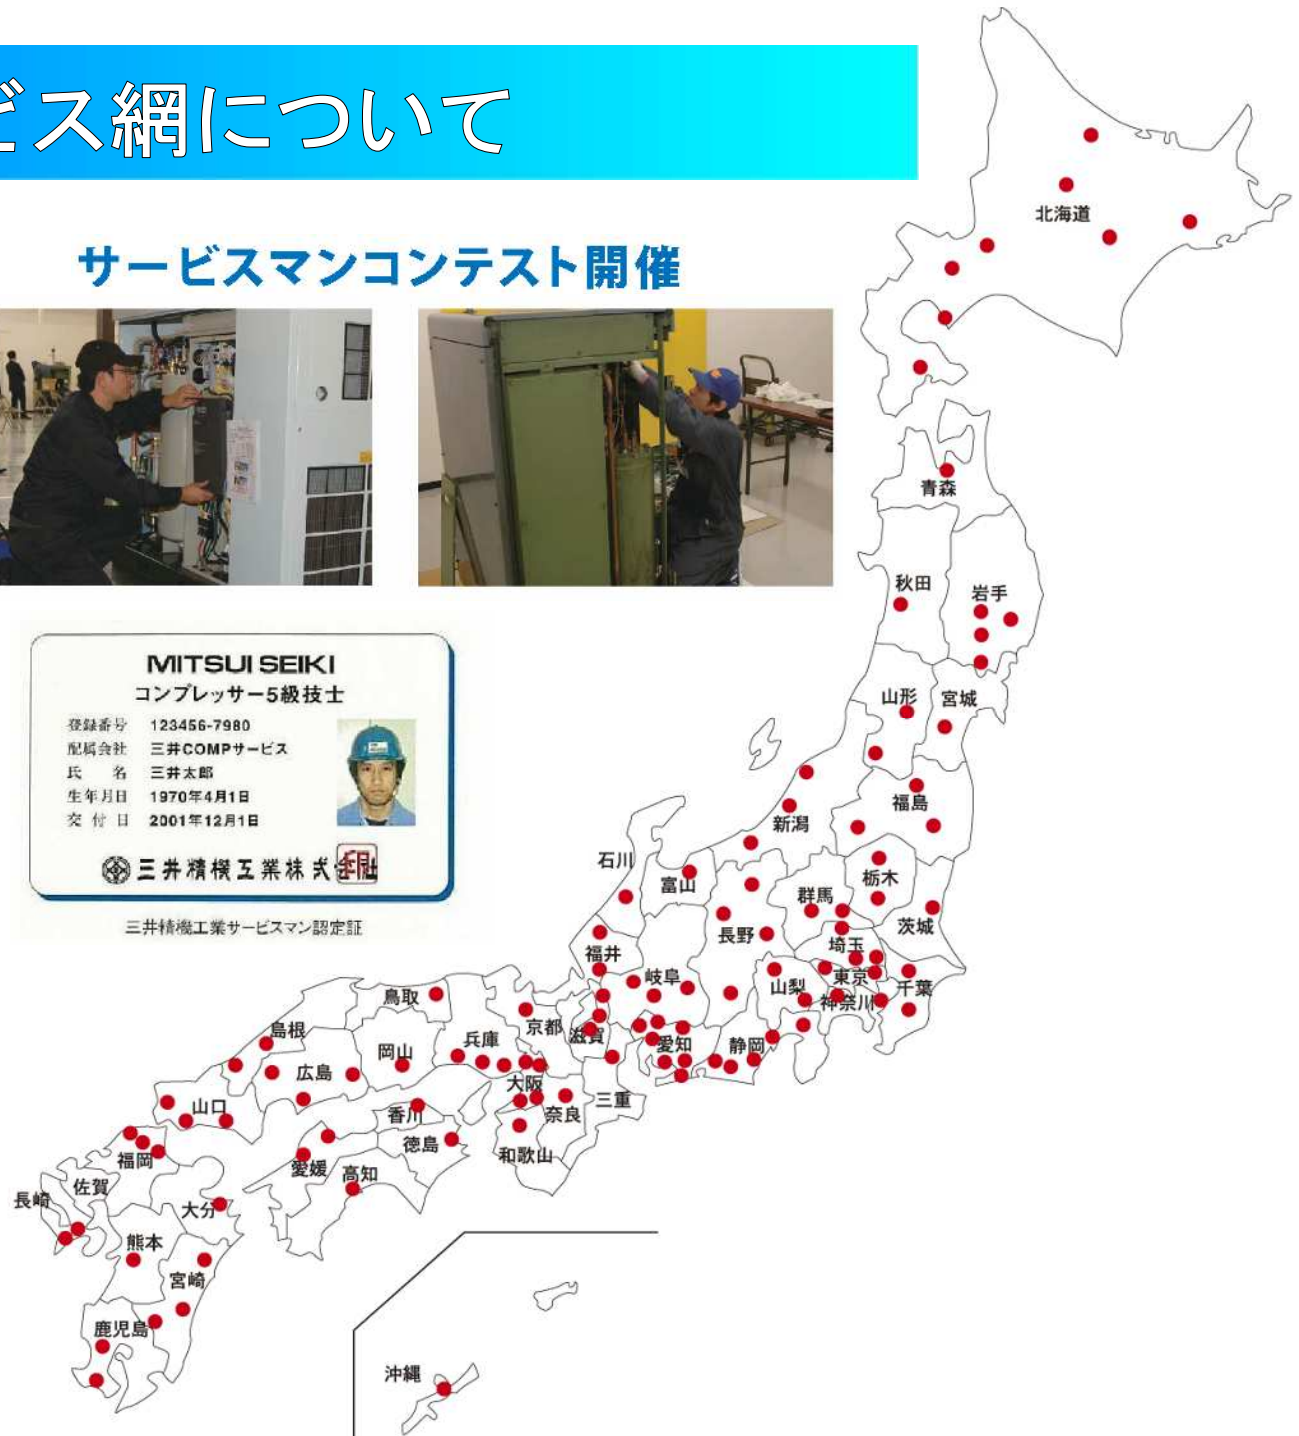 ビス網について
サービスマンコンテスト開催
MITSUI SEIKI
コンプレッサー5級技士
登録番号 123456-7980
配属会社 三井COMPサービス
氏 名 三井太郎
生年月日 1970年4月1日
交付日 2001年12月1日
三井精機工業株式会社
三井精機工業サービスマン認定証
北海道
青森
秋田
岩手
山形
宮城
福島
新潟
石川
富山
栃木
群馬
茨城
長野
埼玉
福井
岐阜
山梨
東京
千葉
神奈川
鳥取
島根
京都
滋賀
兵庫
愛知
静岡
岡山
広島
大阪
奈良
三重
山口
香川
徳島
和歌山
福岡
愛媛
高知
佐賀
長崎
大分
熊本
宮崎
鹿児島
沖縄